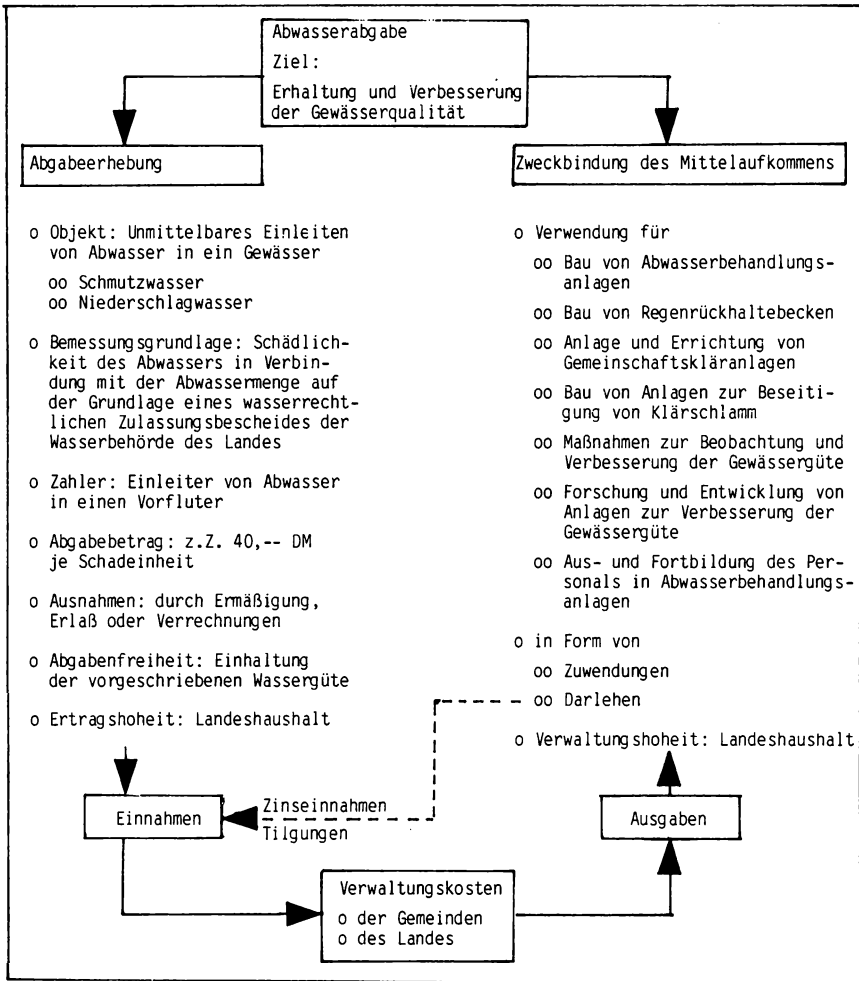 Abwasserabgabe
Ziel:
Erhaltung und Verbesserung
der Gewässerqualität
Abgabeerhebung
o Objekt: Unmittelbares Einleiten
von Abwasser in ein Gewässer
oo Schmutzwasser
oo Niederschlagwasser
o Bemessungsgrundlage: Schädlich-
keit des Abwassers in Verbin-
dung mit der Abwassermenge auf
der Grundlage eines wasserrecht-
lichen Zulassungsbescheides der
Wasserbehörde des Landes
o Zahler: Einleiter von Abwasser
in einen Vorfluter
o Abgabebetrag: z.Z. 40,-- DM
je Schadeinheit
o Ausnahmen: durch Ermäßigung,
Erlaß oder Verrechnungen
o Abgabenfreiheit: Einhaltung
der vorgeschriebenen Wassergüte
o Ertragshoheit: Landeshaushalt
Zweckbindung des Mittelaufkommens
o Verwendung für
oo Bau von Abwasserbehandlungs-
anlagen
oo Bau von Regenrückhaltebecken
oo Anlage und Errichtung von
Gemeinschaftskläranlagen
oo Bau von Anlagen zur Beseiti-
gung von Klärschlamm
oo Maßnahmen zur Beobachtung und
Verbesserung der Gewässergüte
oo Forschung und Entwicklung von
Anlagen zur Verbesserung der
Gewässergüte
oo Aus- und Fortbildung des Per-
sonals in Abwasserbehandlungs-
anlagen
o in Form von
oo Zuwendungen
oo Darlehen
o Verwaltungshoheit: Landeshaushalt
Einnahmen
Zinseinnahmen
Tilgungen
Ausgaben
Verwaltungskosten
o der Gemeinden
o des Landes